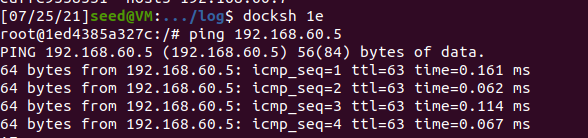 [07/25/21]seed@VM:.../log$ docksh 1e
root@1ed4385a327c:/# ping 192.168.60.5
PING 192.168.60.5 (192.168.60.5) 56(84) bytes of data.
64 bytes from 192.168.60.5: icmp_seq=1 ttl=63 time=0.161 ms
64 bytes from 192.168.60.5: icmp_seq=2 ttl=63 time=0.062 ms
64 bytes from 192.168.60.5: icmp_seq=3 ttl=63 time=0.114 ms
64 bytes from 192.168.60.5: icmp_seq=4 ttl=63 time=0.067 ms